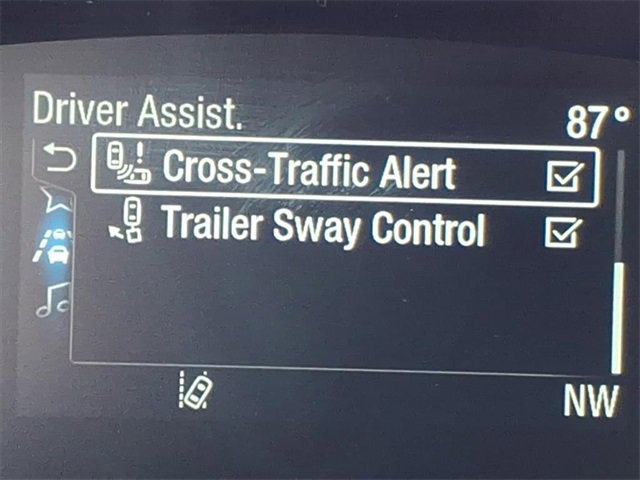 Driver Assist. 87°
Cross-Traffic Alert
Trailer Sway Control
NW